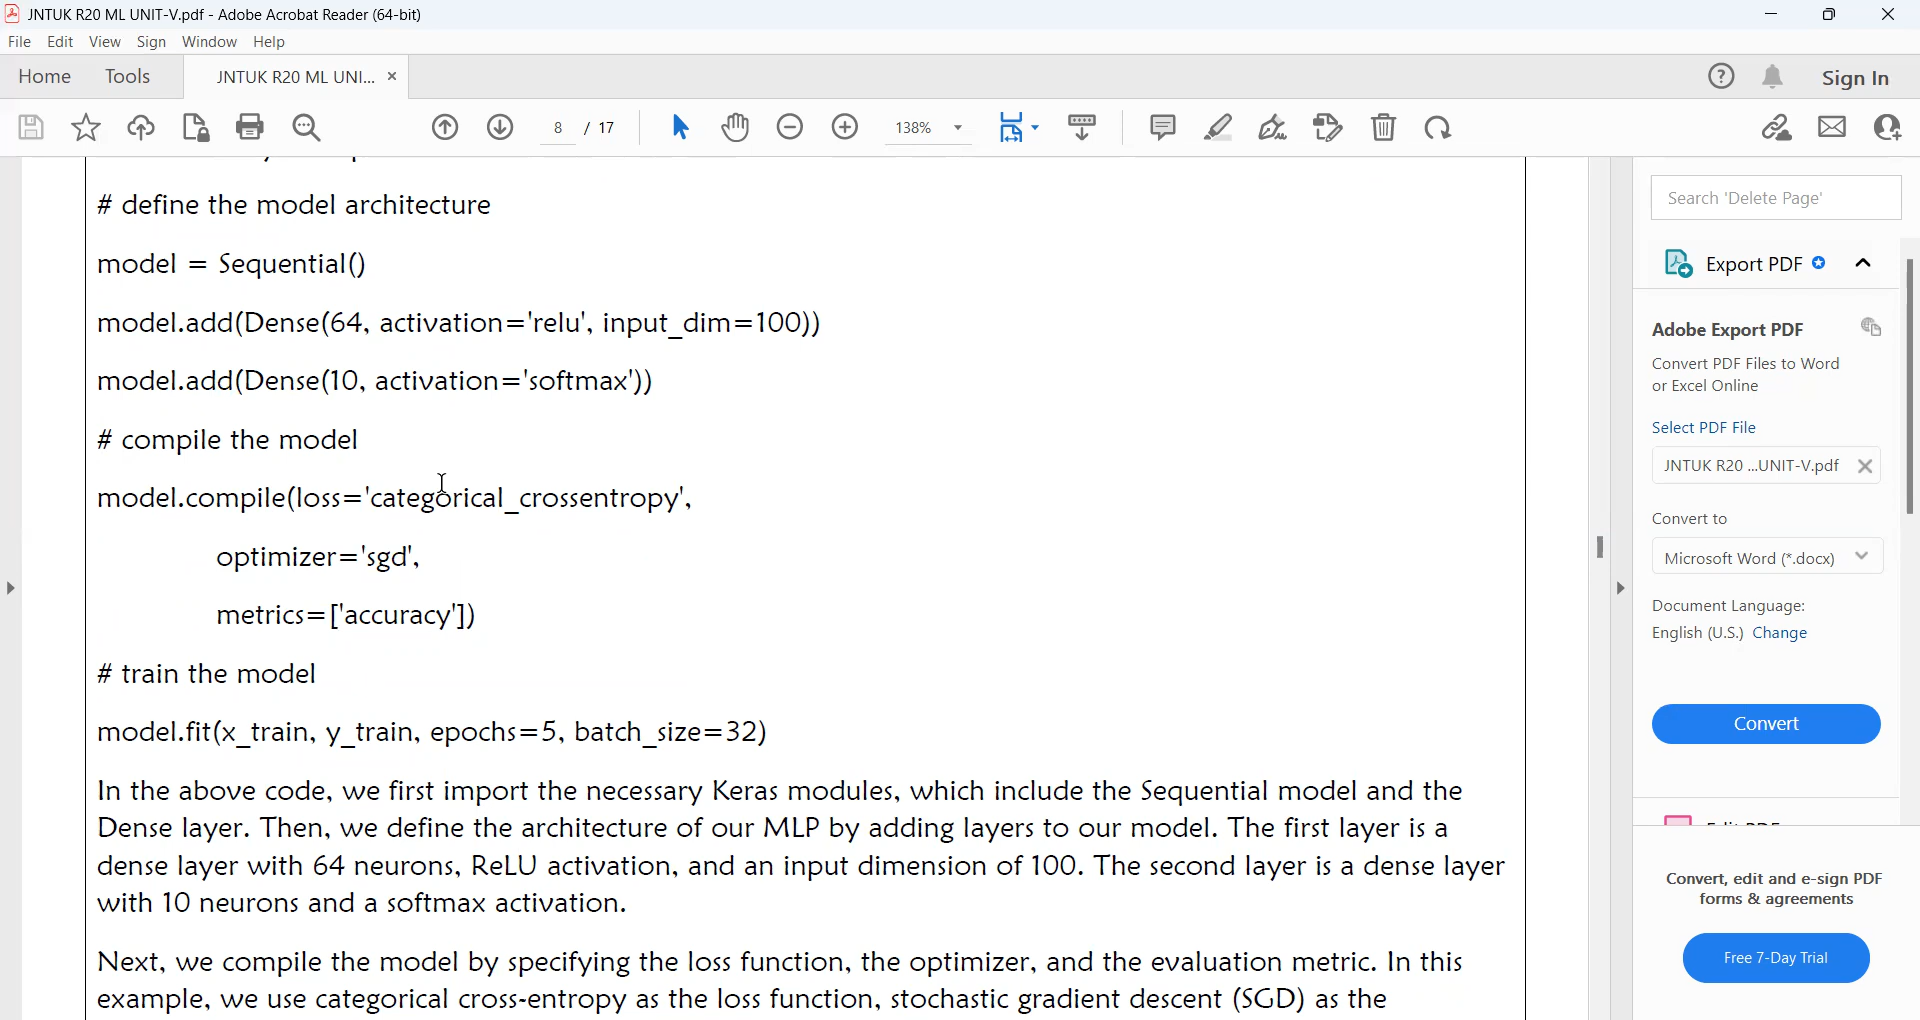 JNTUK R20 ML UNIT-V.pdf - Adobe Acrobat Reader (64-bit)
File Edit View Sign Window Help
Home Tools JNTUK R20 ML UNI... × Sign In
8 / 17 138%
# define the model architecture
model = Sequential()
model.add(Dense(64, activation='relu', input_dim=100))
model.add(Dense(10, activation='softmax'))
# compile the model
model.compile(loss='categorical_crossentropy',
optimizer='sgd',
metrics=['accuracy'])
# train the model
model.fit(x_train, y_train, epochs=5, batch_size=32)
In the above code, we first import the necessary Keras modules, which include the Sequential model and the
Dense layer. Then, we define the architecture of our MLP by adding layers to our model. The first layer is a
dense layer with 64 neurons, ReLU activation, and an input dimension of 100. The second layer is a dense layer
with 10 neurons and a softmax activation.
Next, we compile the model by specifying the loss function, the optimizer, and the evaluation metric. In this
example, we use categorical cross-entropy as the loss function, stochastic gradient descent (SGD) as the
Search 'Delete Page'
Export PDF
Adobe Export PDF
Convert PDF Files to Word
or Excel Online
Select PDF File
JNTUK R20 ...UNIT-V.pdf
Convert to
Microsoft Word (*.docx)
Document Language:
English (U.S.) Change
Convert
Convert, edit and e-sign PDF
forms & agreements
Free 7-Day Trial